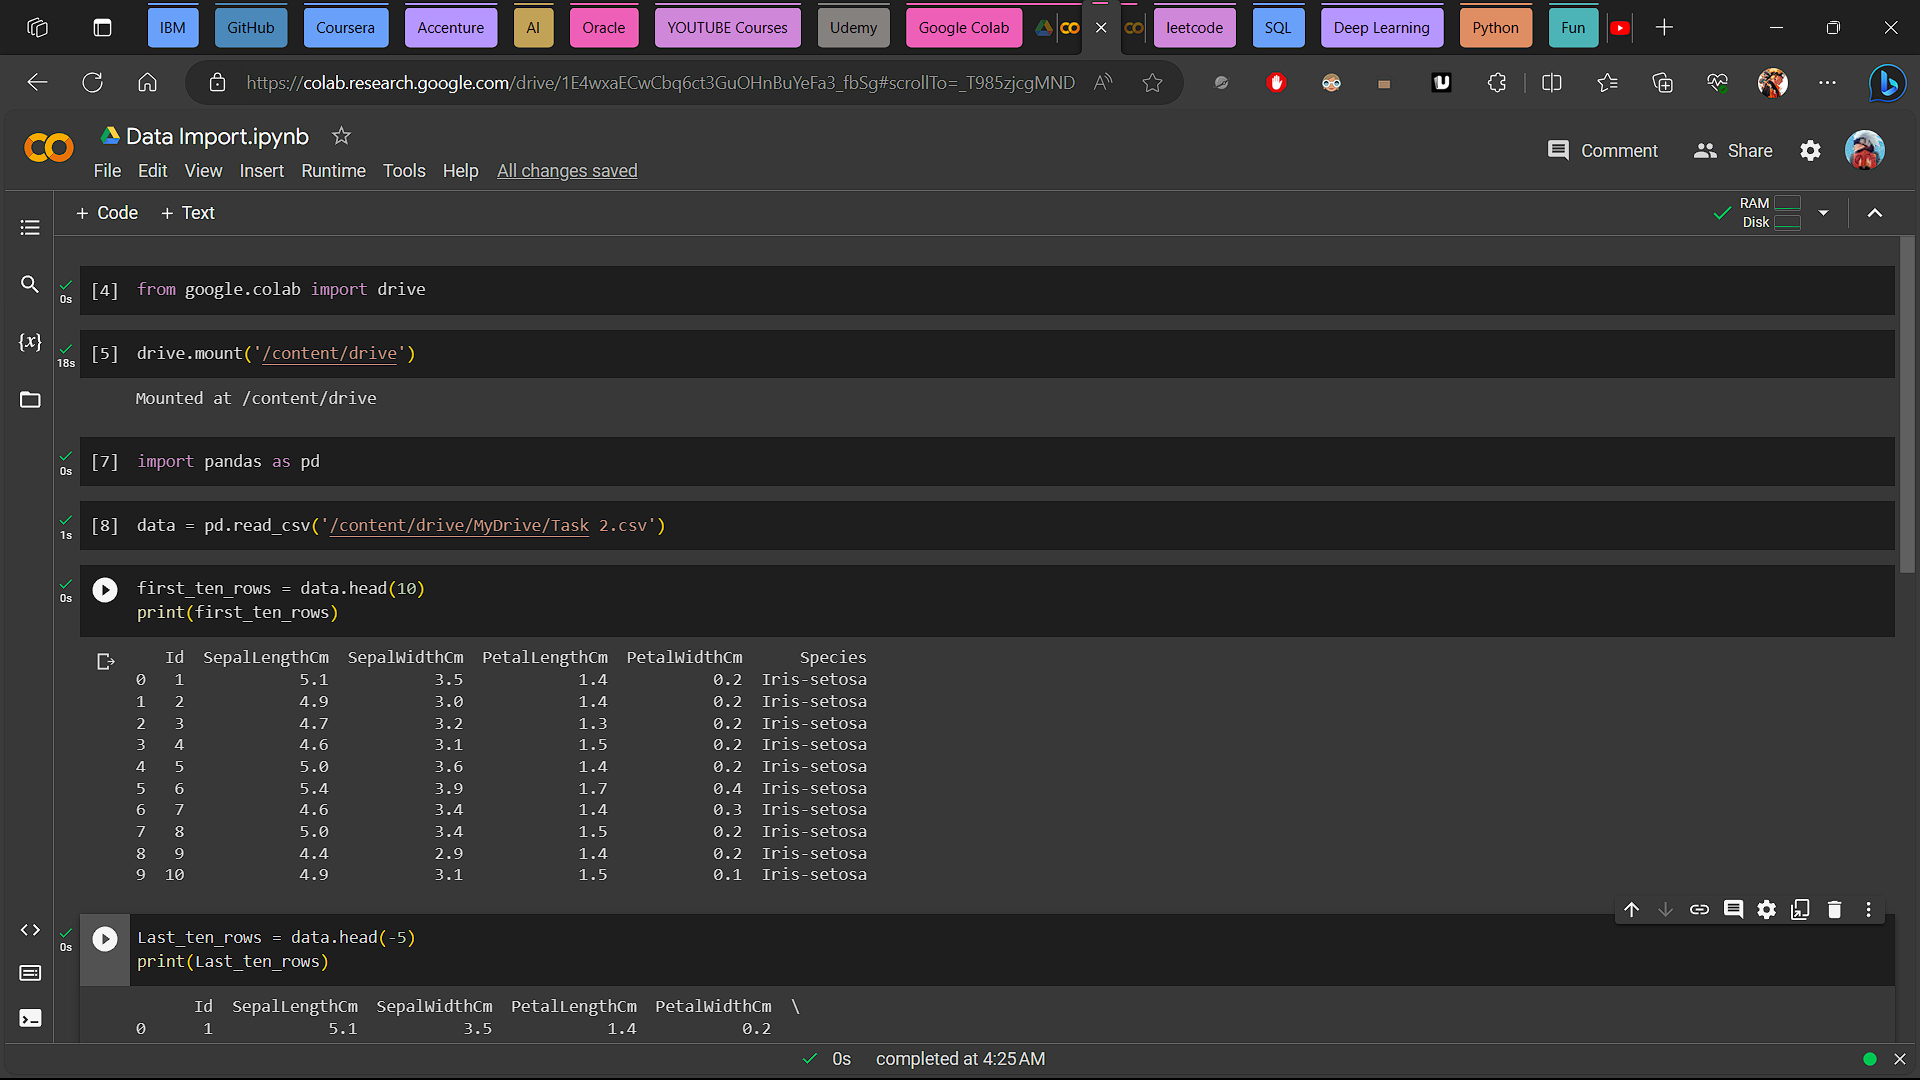 IBM GitHub Coursera Accenture AI Oracle YOUTUBE Courses Udemy Google Colab leetcode SQL Deep Learning Python Fun
https://colab.research.google.com/drive/1E4wxaECwCbq6ct3GuOHnBuYeFa3_fbSg#scrollTo=_T985zjcgMND
Data Import.ipynb
Comment Share
File Edit View Insert Runtime Tools Help All changes saved
+ Code + Text
RAM
Disk
0s [4] from google.colab import drive
18s [5] drive.mount('/content/drive')
Mounted at /content/drive
0s [7] import pandas as pd
1s [8] data = pd.read_csv('/content/drive/MyDrive/Task 2.csv')
0s first_ten_rows = data.head(10)
print(first_ten_rows)
Id SepalLengthCm SepalWidthCm PetalLengthCm PetalWidthCm Species
0 1 5.1 3.5 1.4 0.2 Iris-setosa
1 2 4.9 3.0 1.4 0.2 Iris-setosa
2 3 4.7 3.2 1.3 0.2 Iris-setosa
3 4 4.6 3.1 1.5 0.2 Iris-setosa
4 5 5.0 3.6 1.4 0.2 Iris-setosa
5 6 5.4 3.9 1.7 0.4 Iris-setosa
6 7 4.6 3.4 1.4 0.3 Iris-setosa
7 8 5.0 3.4 1.5 0.2 Iris-setosa
8 9 4.4 2.9 1.4 0.2 Iris-setosa
9 10 4.9 3.1 1.5 0.1 Iris-setosa
0s Last_ten_rows = data.head(-5)
print(Last_ten_rows)
Id SepalLengthCm SepalWidthCm PetalLengthCm PetalWidthCm \
0 1 5.1 3.5 1.4 0.2
0s completed at 4:25 AM